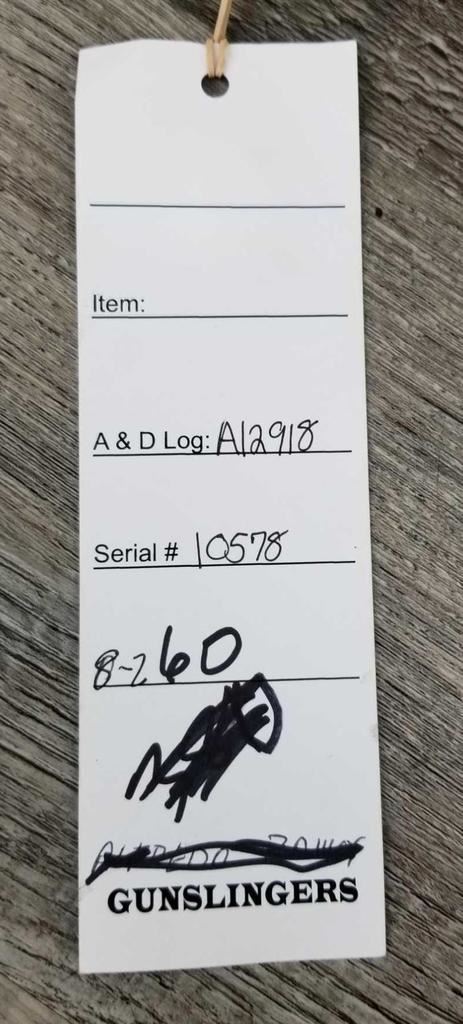 Item:
A & D Log: A12918
Serial # 10578
8-260
GUNSLINGERS